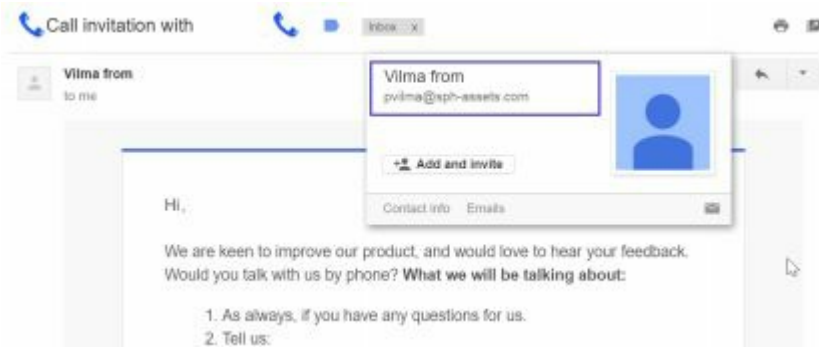 Call invitation with
Inbox x
Vilma from
to me
Vilma from
pvilma@sph-assets.com
Add and invite
Contact info Emails
Hi,
We are keen to improve our product, and would love to hear your feedback.
Would you talk with us by phone? What we will be talking about:
1. As always, if you have any questions for us.
2. Tell us: